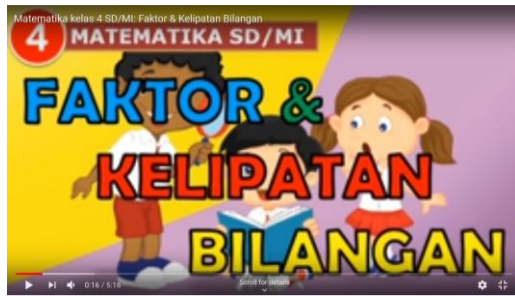 Matematika kelas 4 SD/MI: Faktor & Kelipatan Bilangan
4 MATEMATIKA SD/MI
FAKTOR &
KELIPATAN
BILANGAN
0:16 / 5:16
Scroll for details